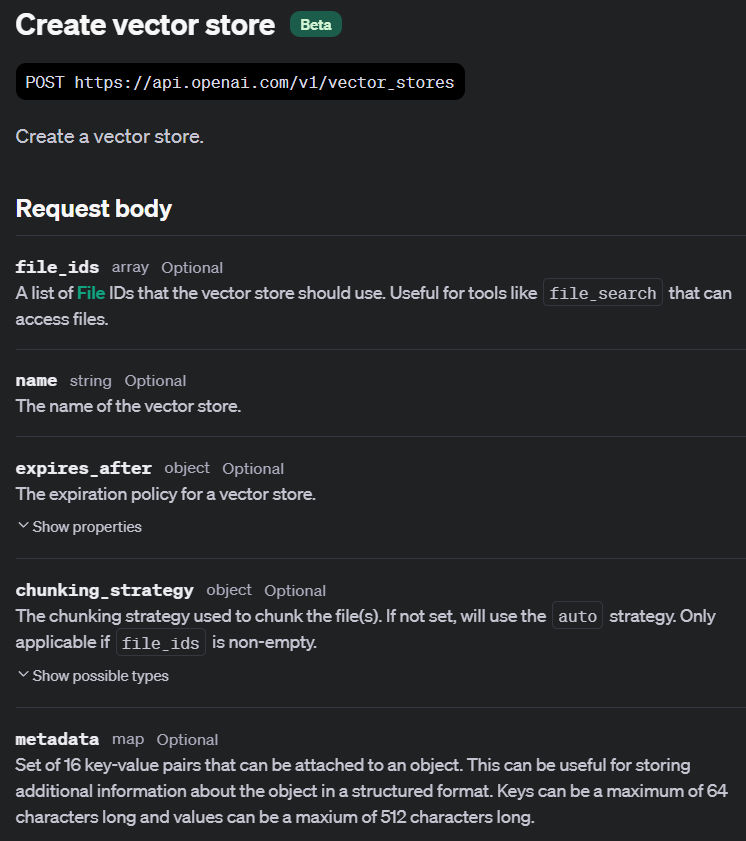 Create vector store Beta
POST https://api.openai.com/v1/vector_stores
Create a vector store.
Request body
file_ids array Optional
A list of File IDs that the vector store should use. Useful for tools like file_search that can
access files.
name string Optional
The name of the vector store.
expires_after object Optional
The expiration policy for a vector store.
Show properties
chunking_strategy object Optional
The chunking strategy used to chunk the file(s). If not set, will use the auto strategy. Only
applicable if file_ids is non-empty.
Show possible types
metadata map Optional
Set of 16 key-value pairs that can be attached to an object. This can be useful for storing
additional information about the object in a structured format. Keys can be a maximum of 64
characters long and values can be a maxium of 512 characters long.